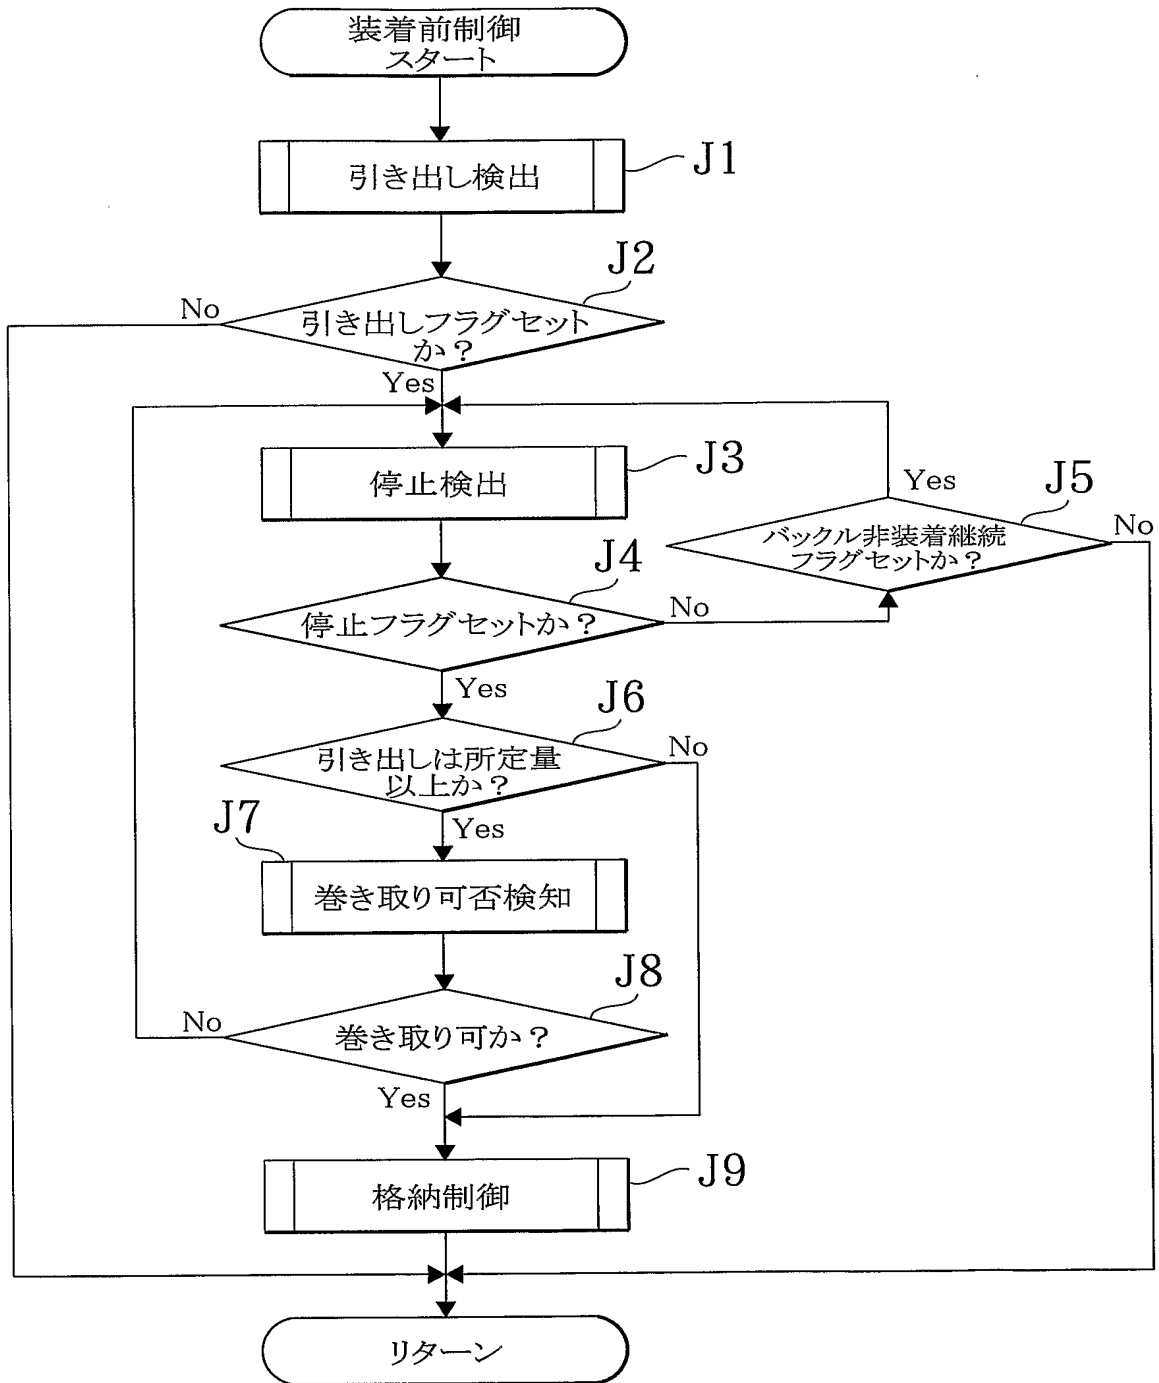 装着前制御
スタート
引き出し検出
J1
J2
No
引き出しフラグセット
か？
Yes
停止検出
J3
Yes
J5
バックル非装着継続
フラグセットか？
No
J4
停止フラグセットか？
No
Yes
J6
引き出しは所定量
以上か？
No
Yes
J7
巻き取り可否検知
J8
No
巻き取り可か？
Yes
格納制御
J9
リターン